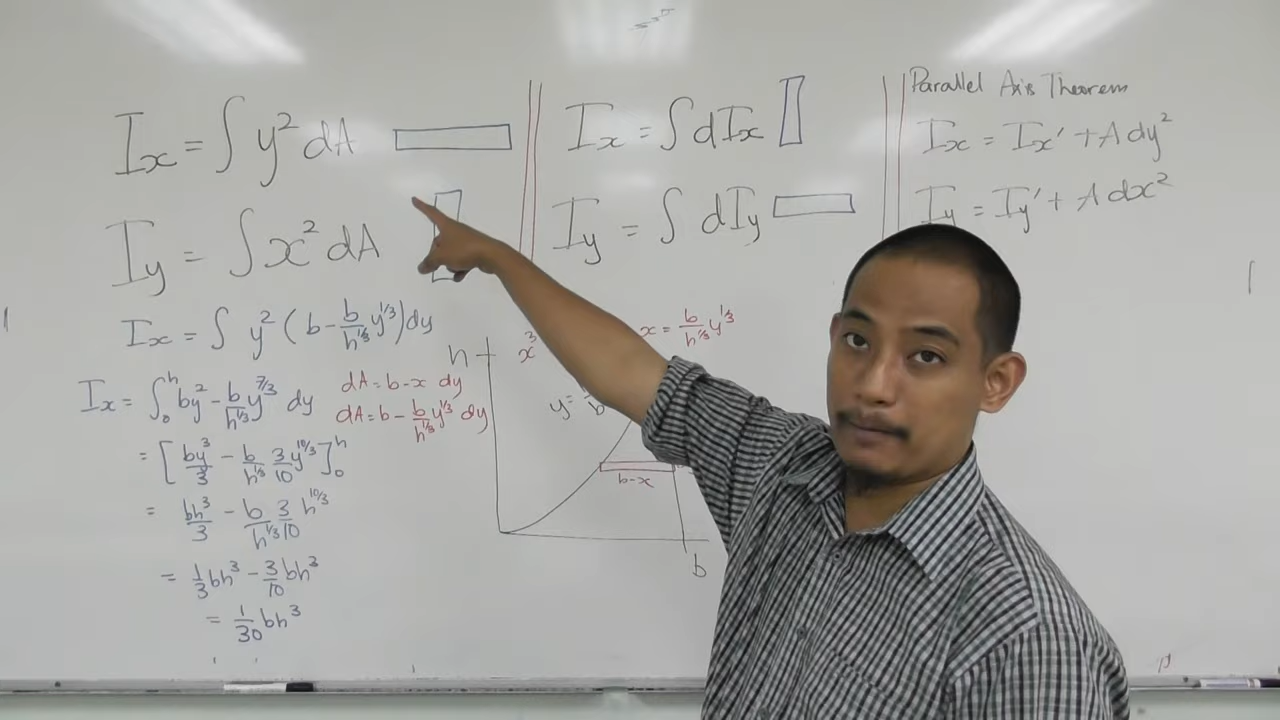 Ix = ∫ y² dA
Iy = ∫ x² dA
Ix = ∫ y² (b - b/h^1/3 y^1/3) dy
Ix = ∫₀ʰ by² - b/h^1/3 y^7/3 dy
= [by³/3 - b/h^1/3 3/10 y^10/3]₀ʰ
= bh³/3 - b/h^1/3 3/10 h^10/3
= 1/3 bh³ - 3/10 bh³
= 1/30 bh³
dA = b-x dy
dA = b - b/h^1/3 y^1/3 dy
Ix = ∫ dIx
Iy = ∫ dIy
x = b/h^1/3 y^1/3
h
x³
y =
b-x
b
Parallel Axis Theorem
Ix = Ix' + A dy²
Iy = Iy' + A dx²